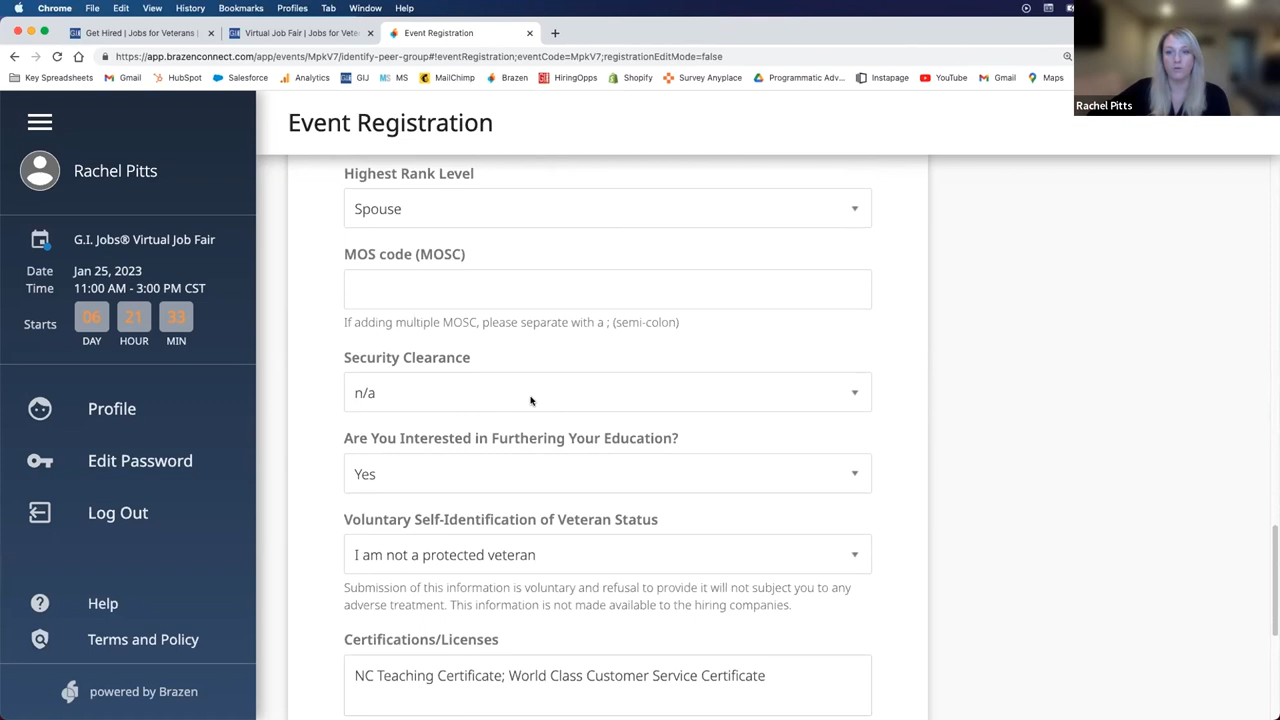 Chrome File Edit View History Bookmarks Profiles Tab Window Help
Get Hired | Jobs for Veterans | Virtual Job Fair | Jobs for Vete Event Registration
https://app.brazenconnect.com/app/events/MpkV7/identify-peer-group#!eventRegistration;eventCode=MpkV7;registrationEditMode=false
Key Spreadsheets Gmail HubSpot Salesforce Analytics GIJ MS MailChimp Brazen HiringOpps Shopify Survey Anyplace Programmatic Adv... Instapage YouTube Gmail Maps
Rachel Pitts
Event Registration
Rachel Pitts
G.I. Jobs® Virtual Job Fair
Date Jan 25, 2023
Time 11:00 AM - 3:00 PM CST
Starts 06 21 33
DAY HOUR MIN
Profile
Edit Password
Log Out
Help
Terms and Policy
powered by Brazen
Highest Rank Level
Spouse
MOS code (MOSC)
If adding multiple MOSC, please separate with a ; (semi-colon)
Security Clearance
n/a
Are You Interested in Furthering Your Education?
Yes
Voluntary Self-Identification of Veteran Status
I am not a protected veteran
Submission of this information is voluntary and refusal to provide it will not subject you to any
adverse treatment. This information is not made available to the hiring companies.
Certifications/Licenses
NC Teaching Certificate; World Class Customer Service Certificate